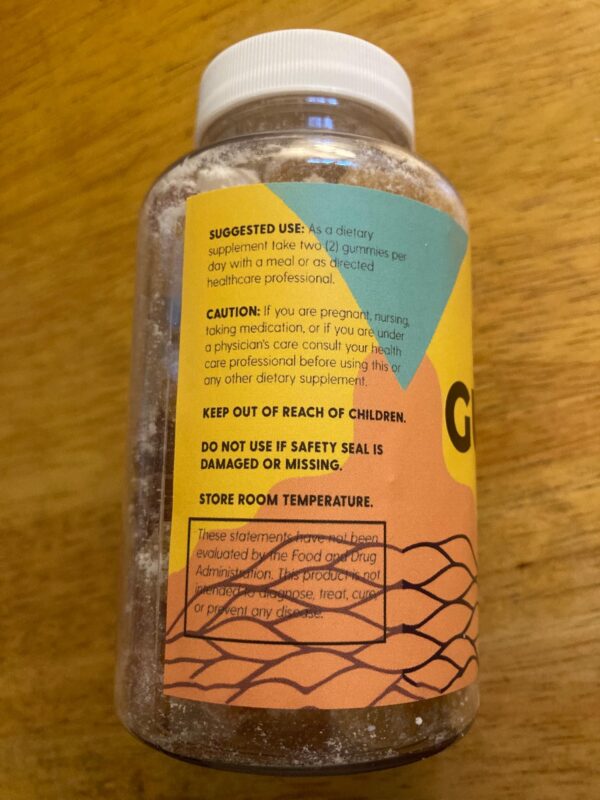 SUGGESTED USE: As a dietary
supplement take two (2) gummies per
day with a meal or as directed
healthcare professional.
CAUTION: If you are pregnant, nursing,
taking medication, or if you are under
a physician's care consult your health
care professional before using this or
any other dietary supplement.
KEEP OUT OF REACH OF CHILDREN.
DO NOT USE IF SAFETY SEAL IS
DAMAGED OR MISSING.
STORE ROOM TEMPERATURE.
These statements have not been
evaluated by the Food and Drug
Administration. This product is not
intended to diagnose, treat, cure
or prevent any disease.